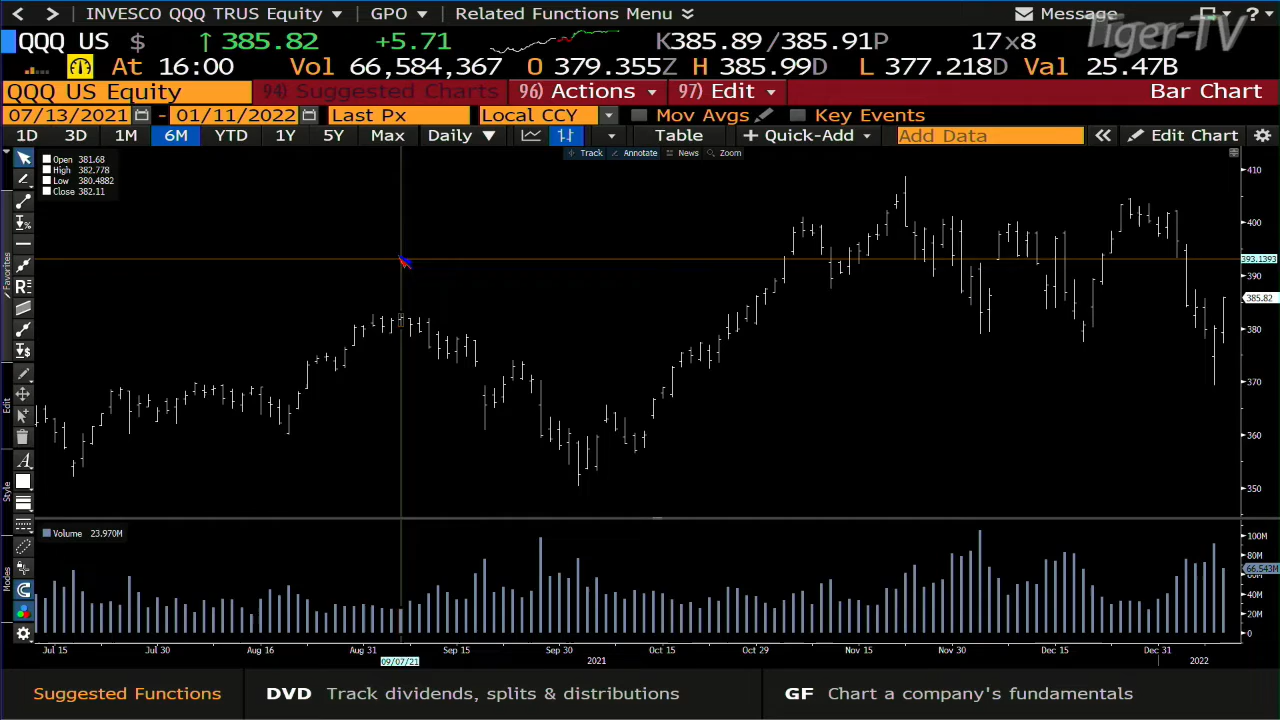 INVESCO QQQ TRUS Equity GPO Related Functions Menu Message ?
Tiger-TV
QQQ US $ ↑ 385.82 +5.71 K385.89/385.91P 17x8
At 16:00 Vol 66,584,367 O 379.355Z H 385.99D L 377.218D Val 25.47B
QQQ US Equity 94) Suggested Charts 96) Actions 97) Edit Bar Chart
07/13/2021 - 01/11/2022 Last Px Local CCY Mov Avgs Key Events
1D 3D 1M 6M YTD 1Y 5Y Max Daily ▼ Table + Quick-Add Add Data « Edit Chart
Track Annotate News Zoom
Open 381.68
High 382.778
Low 380.4882
Close 382.11
410
400
393.1393
390
385.82
380
370
360
350
Favorites
Edit
Style
Modes
Volume 23.970M
100M
80M
66.543M
60M
40M
20M
0
Jul 15 Jul 30 Aug 16 Aug 31 Sep 15 Sep 30 Oct 15 Oct 29 Nov 15 Nov 30 Dec 15 Dec 31
09/07/21 2021 2022
Suggested Functions DVD Track dividends, splits & distributions GF Chart a company's fundamentals